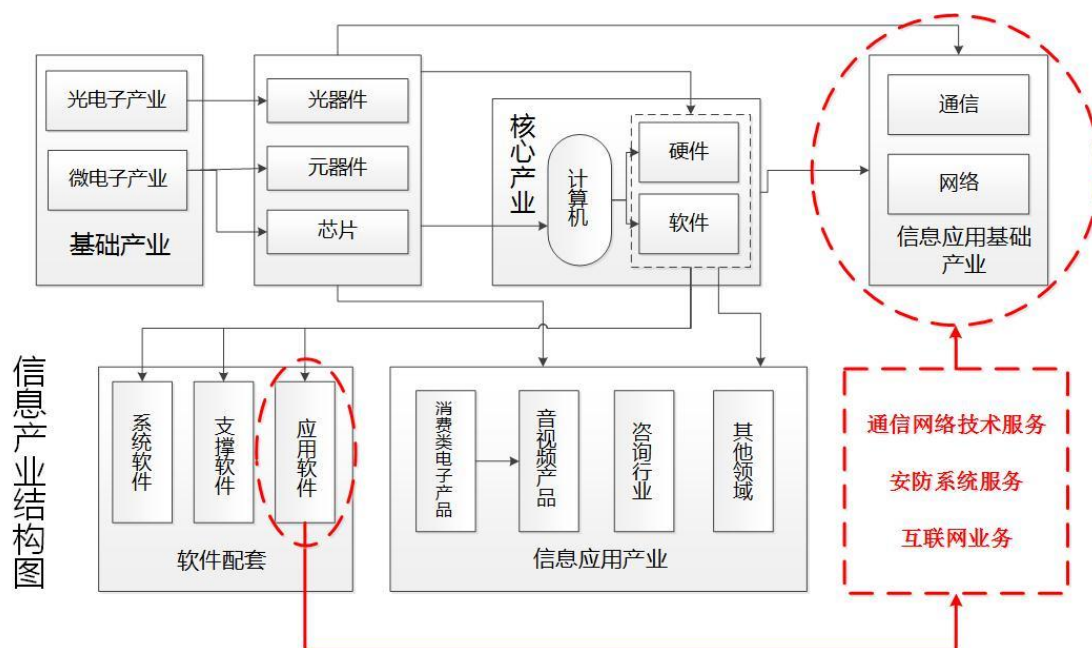 光电子产业
微电子产业
基础产业
光器件
元器件
芯片
核心产业
计算机
硬件
软件
通信
网络
信息应用基础
产业
信息产业结构图
系统软件
支撑软件
应用软件
软件配套
消费类电子产品
音视频产品
咨询行业
其他领域
信息应用产业
通信网络技术服务
安防系统服务
互联网业务